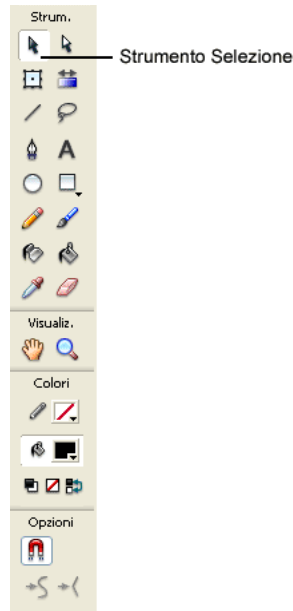 Strum.
Strumento Selezione
A
Visualiz.
Colori
Opzioni